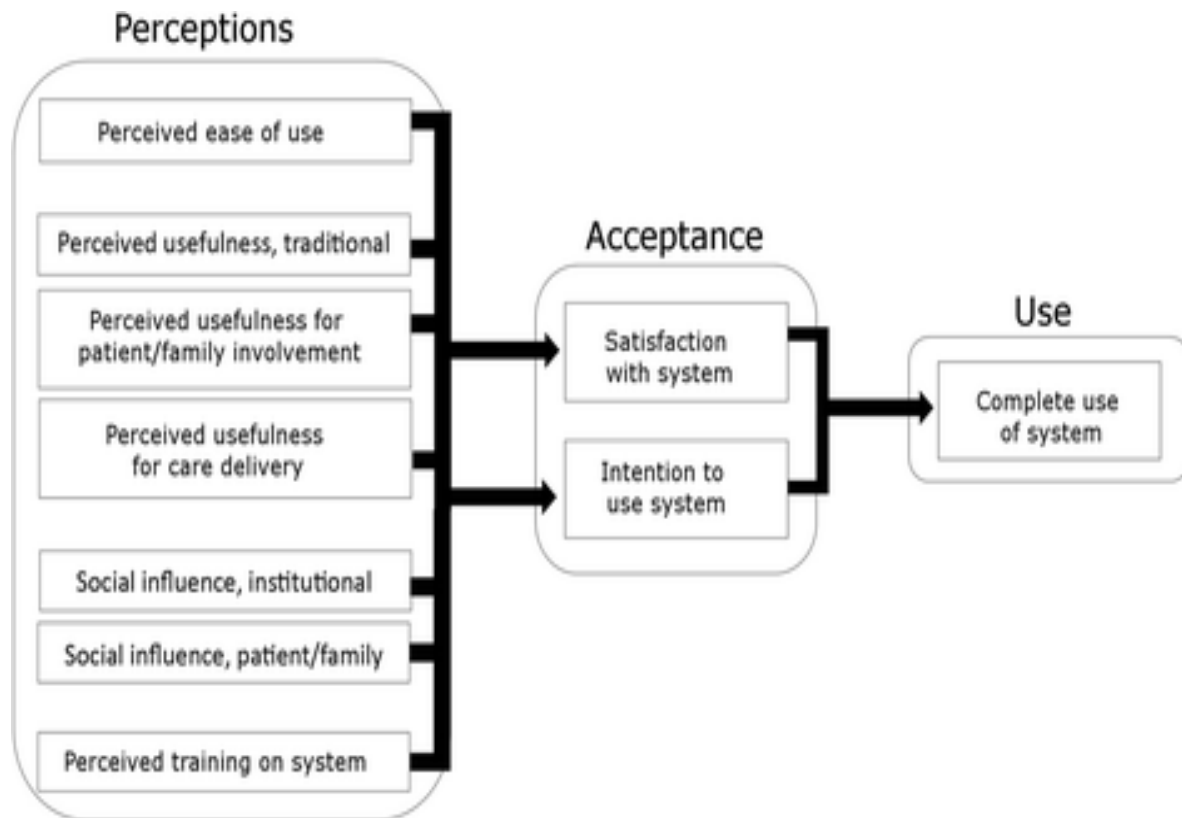 Perceptions
Perceived ease of use
Perceived usefulness, traditional
Perceived usefulness for
patient/family involvement
Perceived usefulness
for care delivery
Social influence, institutional
Social influence, patient/family
Perceived training on system
Acceptance
Satisfaction
with system
Intention to
use system
Use
Complete use
of system